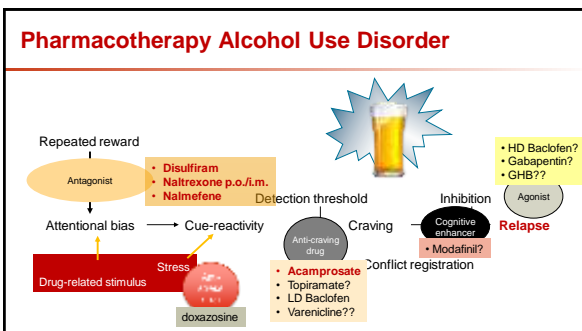 Pharmacotherapy Alcohol Use Disorder
Repeated reward
Antagonist
• Disulfiram
• Naltrexone p.o./i.m.
• Nalmefene
Attentional bias
Cue-reactivity
Stress
Drug-related stimulus
doxazosine
Detection threshold
Anti-craving
drug
Craving
• Acamprosate
• Topiramate?
• LD Baclofen
• Varenicline??
Conflict registration
Inhibition
Cognitive
enhancer
• Modafinil?
• HD Baclofen?
• Gabapentin?
• GHB??
Agonist
Relapse